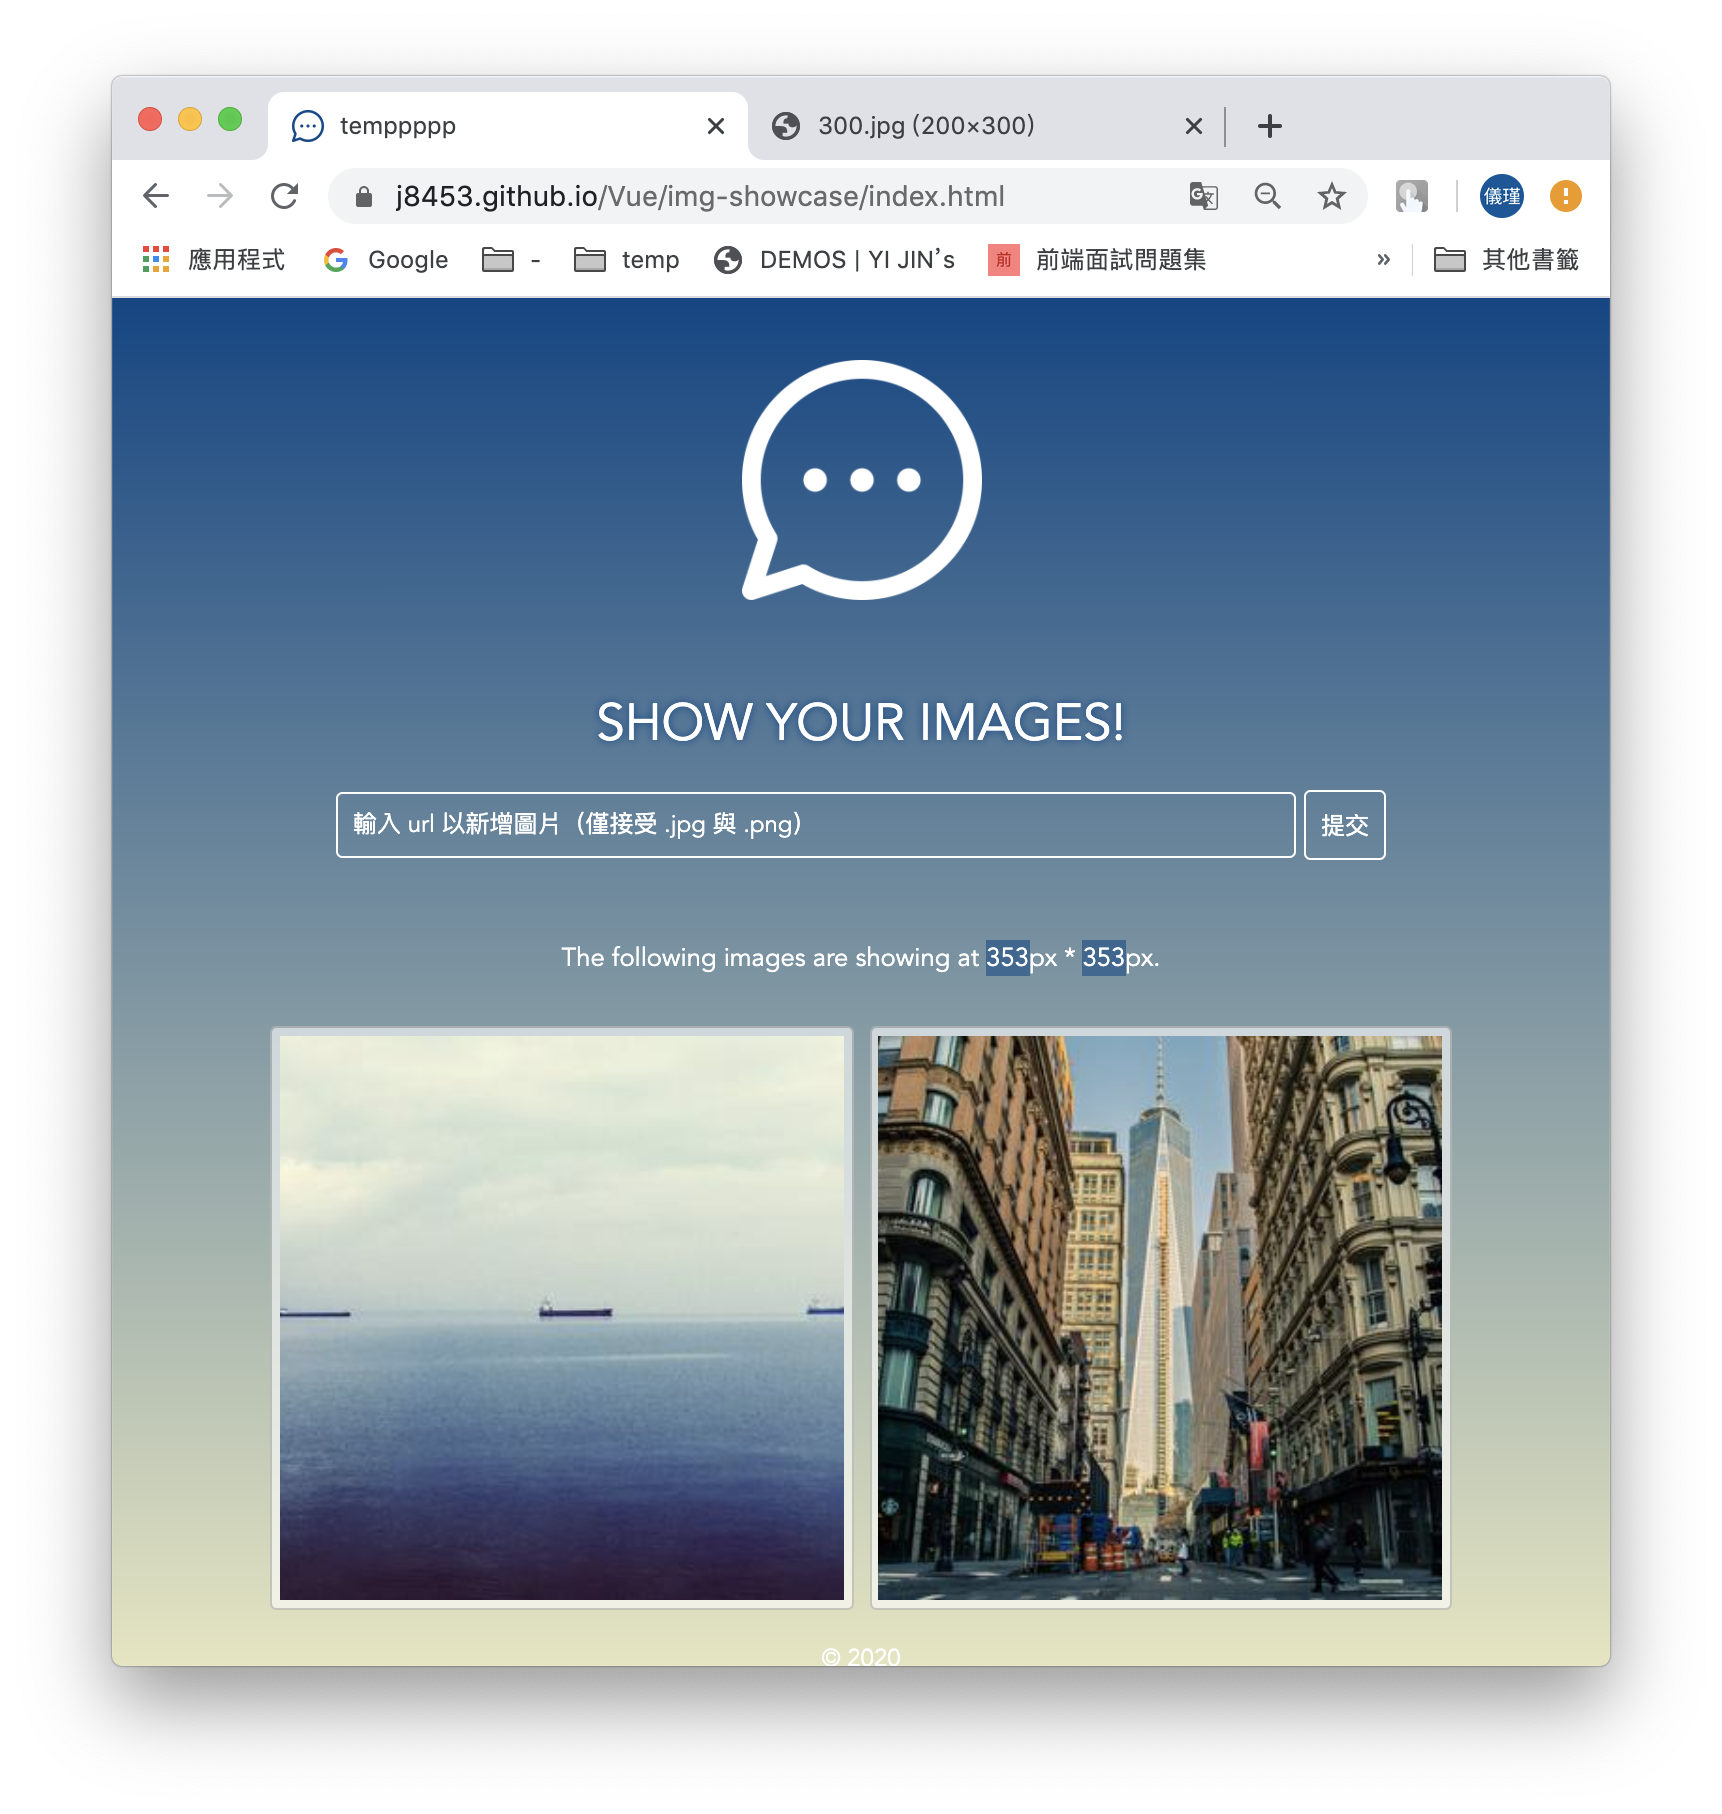 temppppp
300.jpg (200×300)
j8453.github.io/Vue/img-showcase/index.html
儀瑾
應用程式
Google
-
temp
DEMOS | YI JIN's
前
前端面試問題集
»
其他書籤
SHOW YOUR IMAGES!
輸入 url 以新增圖片（僅接受 .jpg 與 .png）
提交
The following images are showing at 353px * 353px.
© 2020